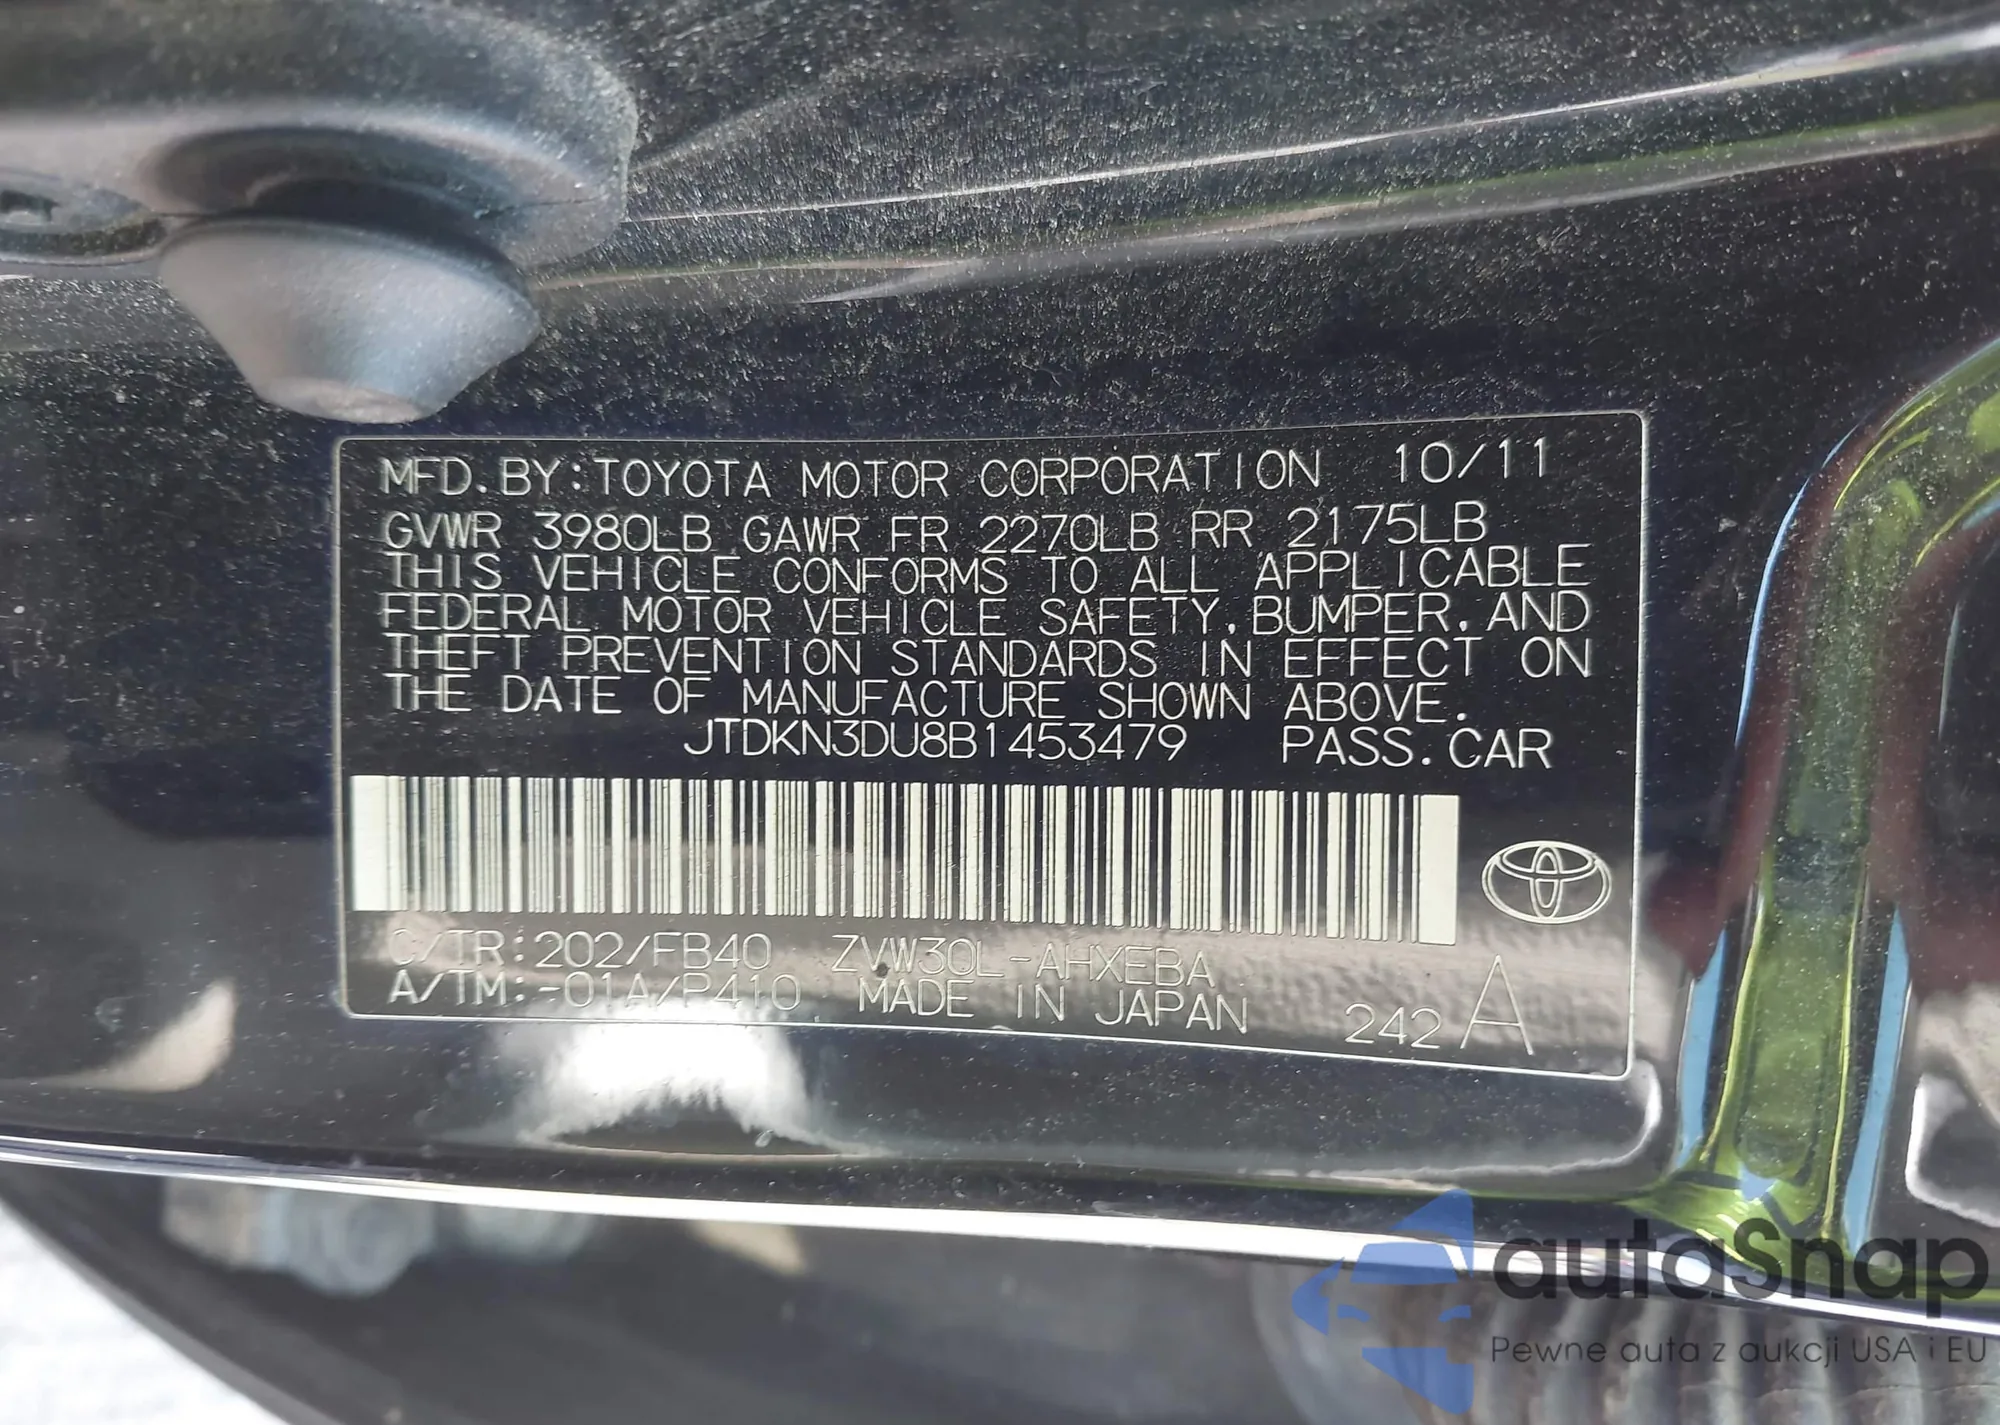 MFD. BY: TOYOTA MOTOR CORPORATION 10/11
GVWR 3980LB GAWR FR 2270LB RR 2175LB
THIS VEHICLE CONFORMS TO ALL APPLICABLE
FEDERAL MOTOR VEHICLE SAFETY, BUMPER, AND
THEFT PREVENTION STANDARDS IN EFFECT ON
THE DATE OF MANUFACTURE SHOWN ABOVE.
JTDKN3DU8B1453479 PASS. CAR
C/TR: 202/FB40 ZVW30L-AHXEBA
A/TM: -01A/P410 MADE IN JAPAN 242 A
autaSnap
Pewne auta z aukcji USA i EU